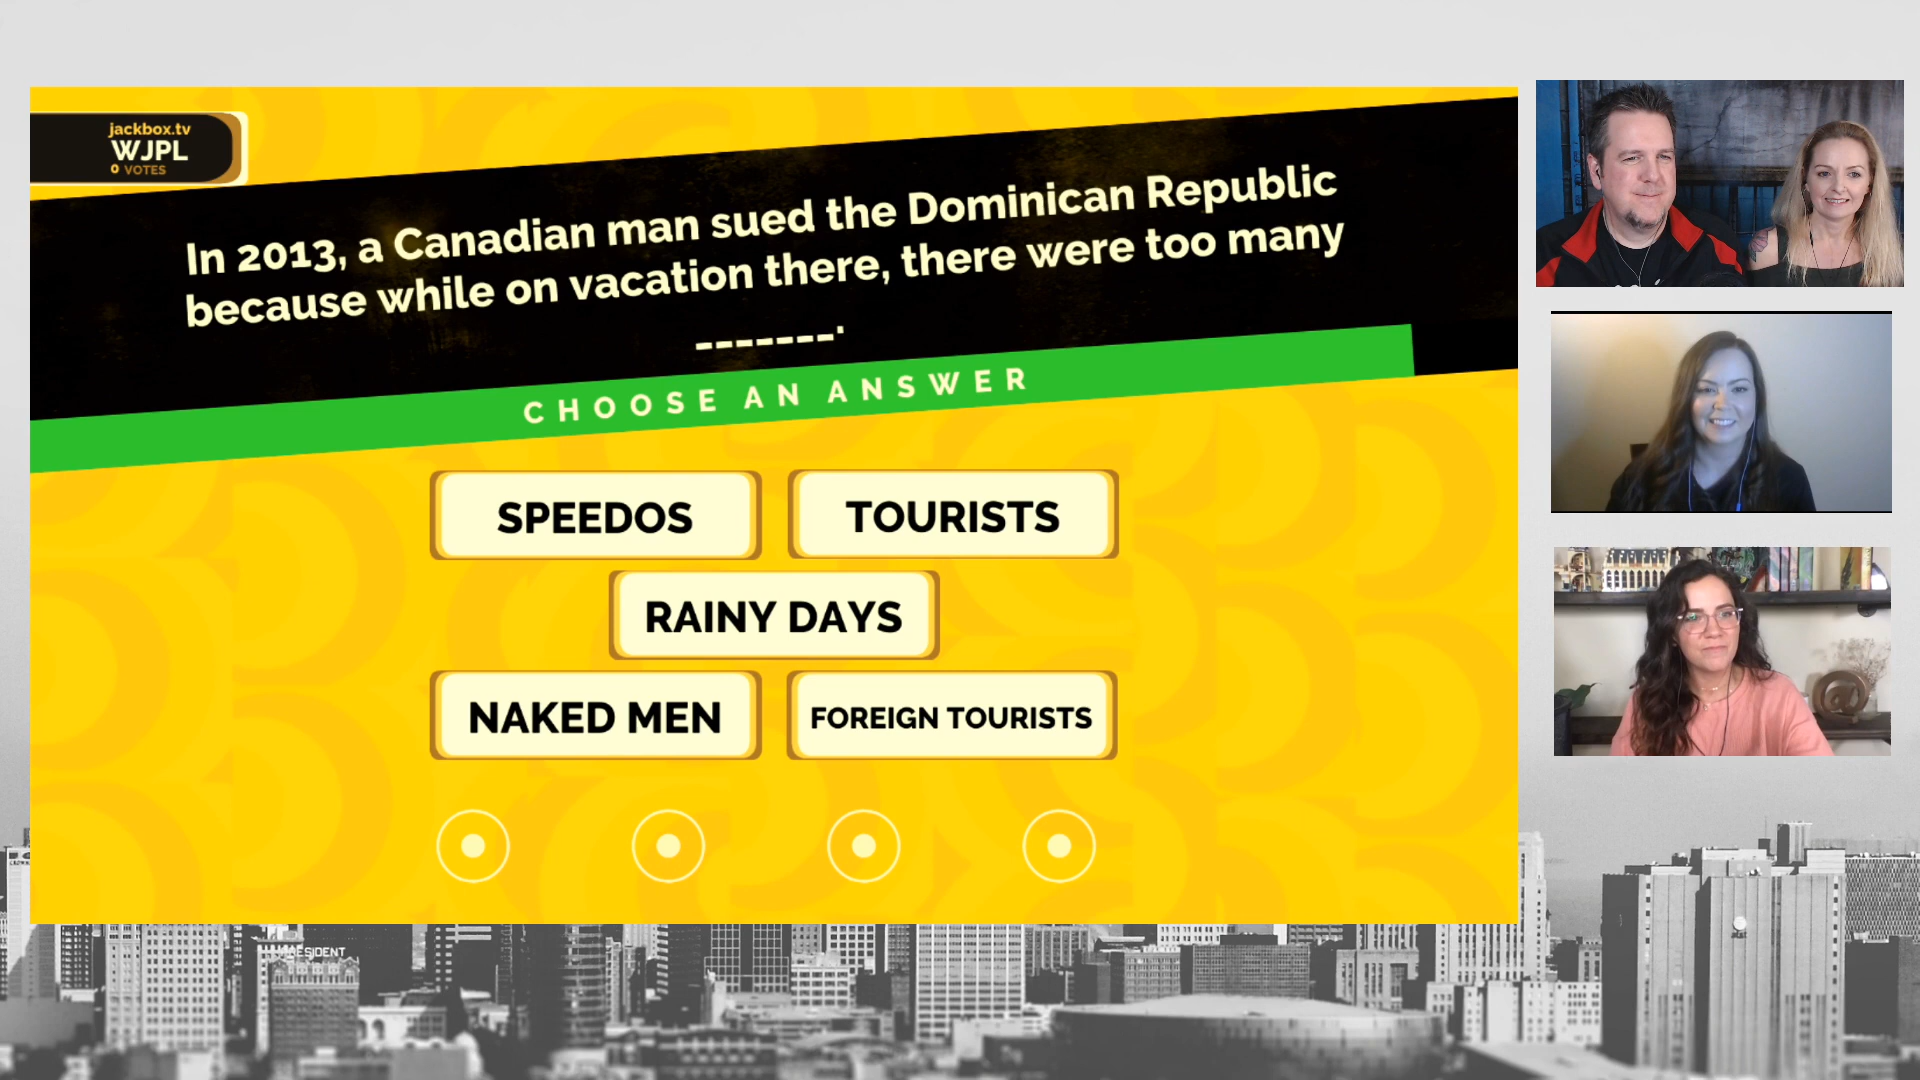 jackbox.tv
WJPL
0 VOTES
In 2013, a Canadian man sued the Dominican Republic
because while on vacation there, there were too many
_______.
CHOOSE AN ANSWER
SPEEDOS
TOURISTS
RAINY DAYS
NAKED MEN
FOREIGN TOURISTS